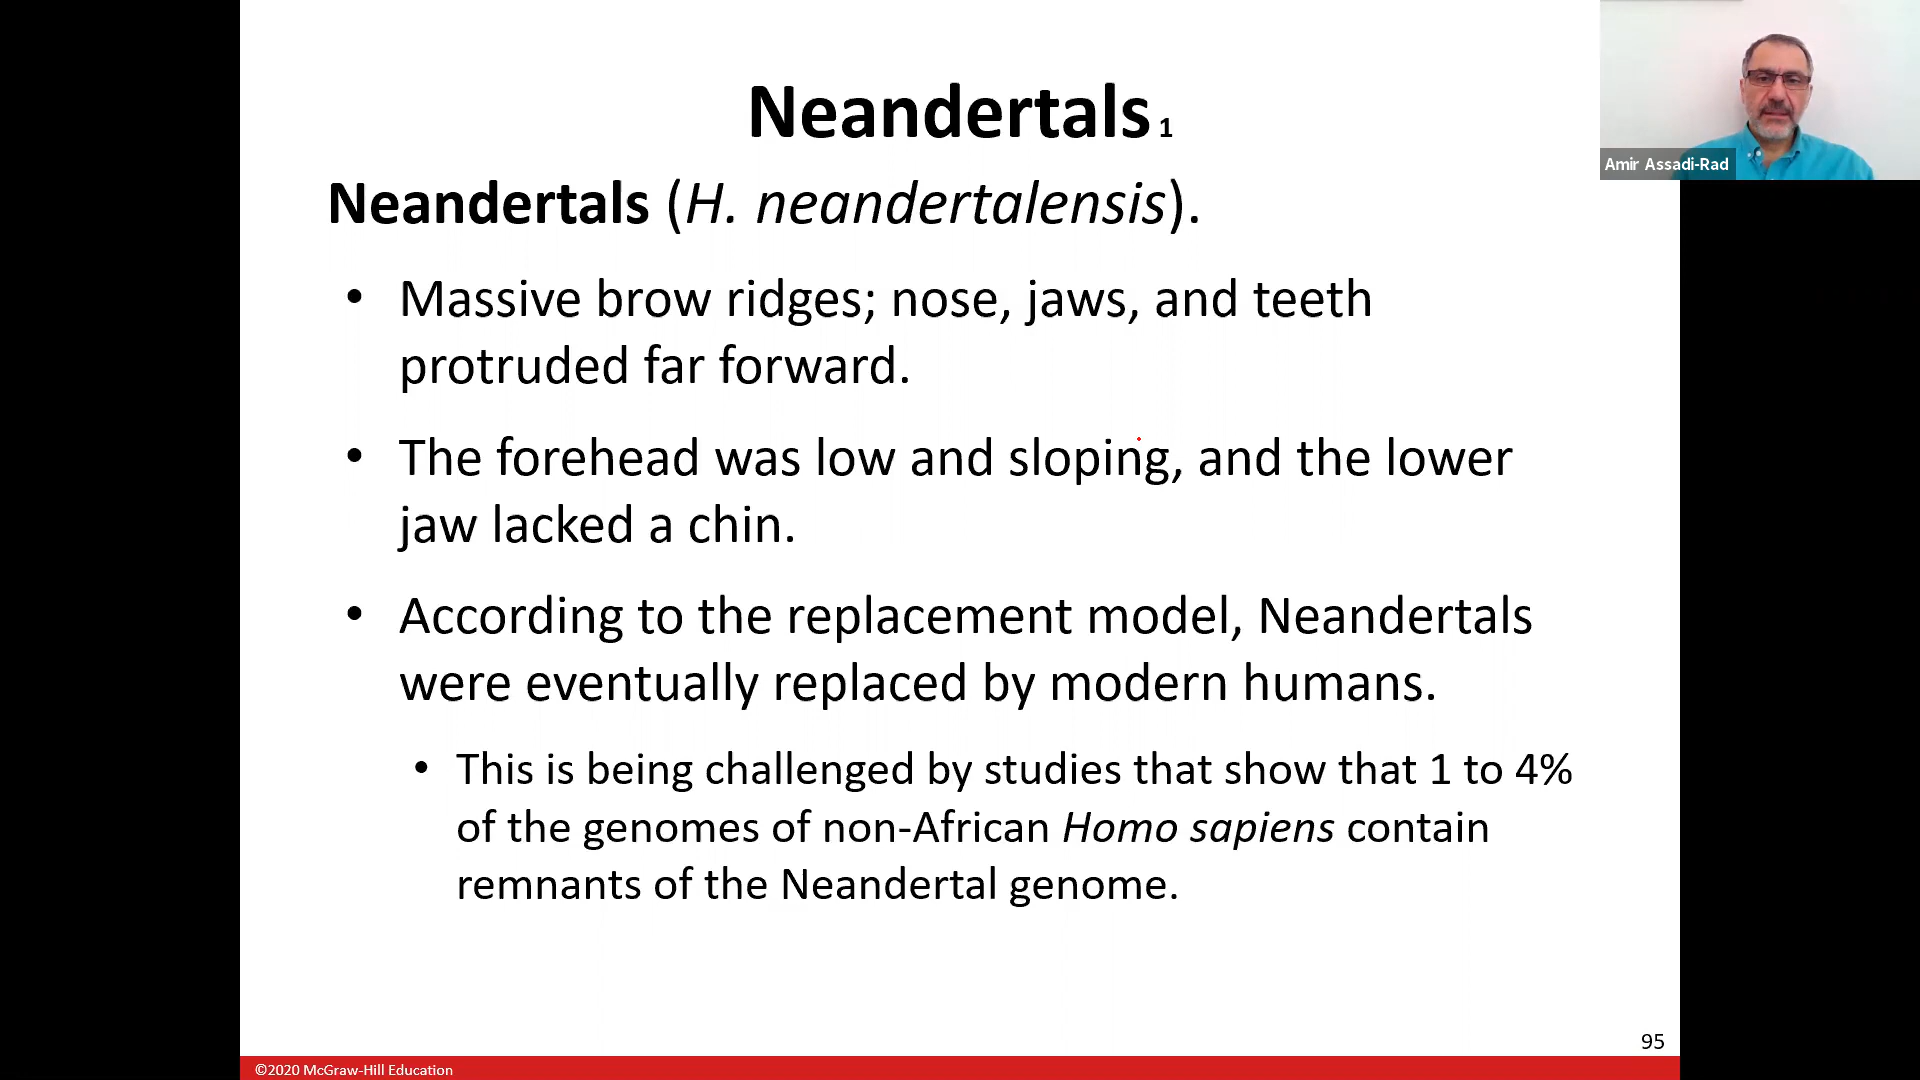 Neandertals 1
Amir Assadi-Rad
Neandertals (H. neandertalensis).
• Massive brow ridges; nose, jaws, and teeth
protruded far forward.
• The forehead was low and sloping, and the lower
jaw lacked a chin.
• According to the replacement model, Neandertals
were eventually replaced by modern humans.
• This is being challenged by studies that show that 1 to 4%
of the genomes of non-African Homo sapiens contain
remnants of the Neandertal genome.
95
©2020 McGraw-Hill Education